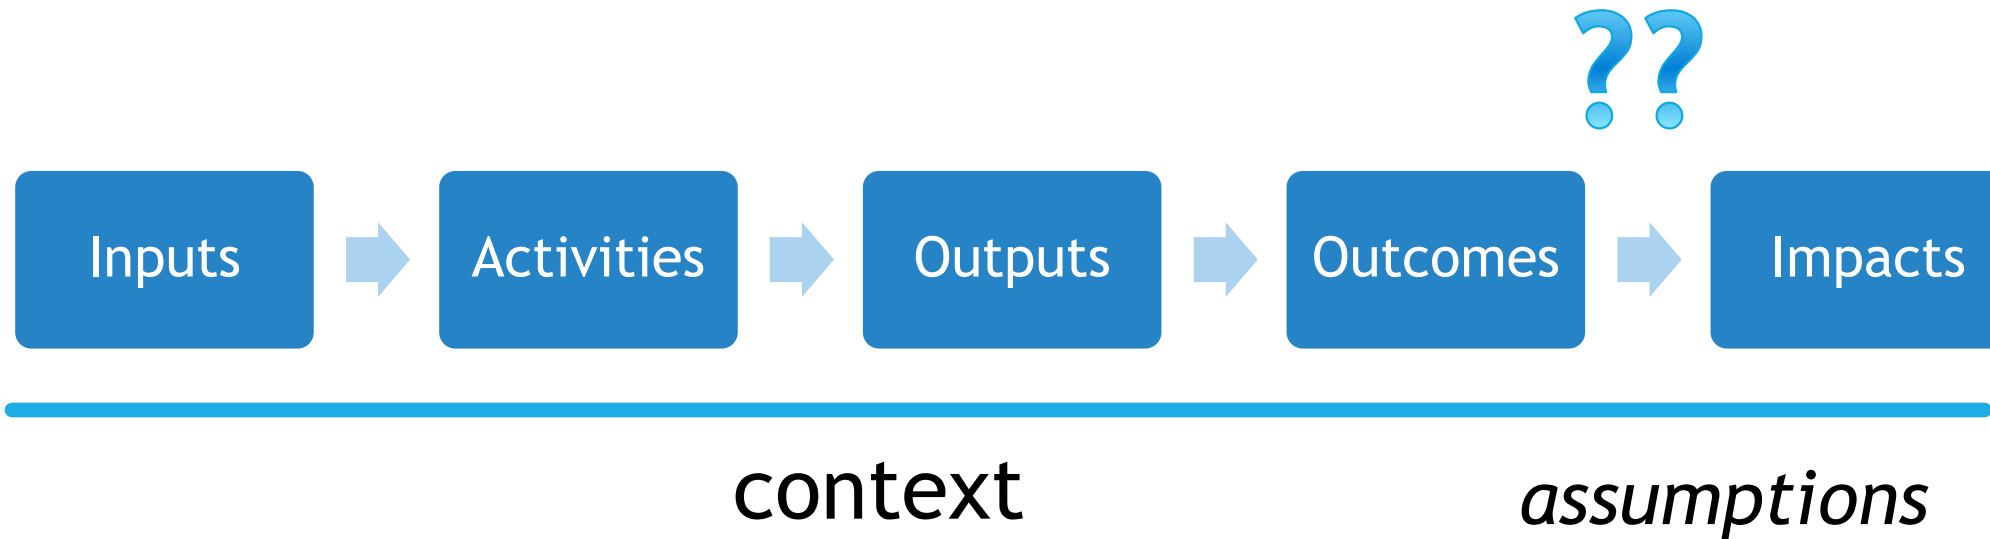 ??
Inputs Activities Outputs Outcomes Impacts
context assumptions